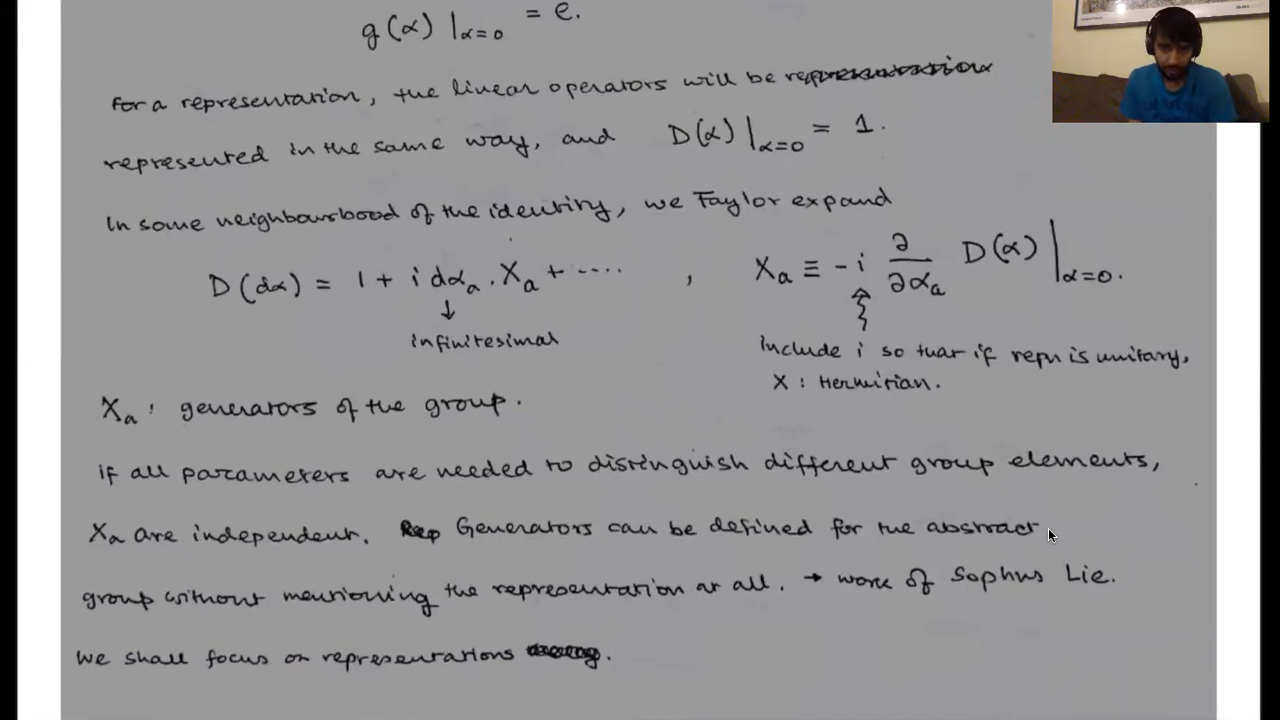 g(α)|α=0 = e.
For a representation, the linear operators will be representation
represented in the same way, and D(α)|α=0 = 1.
In some neighbourhood of the identity, we Taylor expand
D(dα) = 1 + i dαa . Xa + .... , Xa ≡ -i ∂/∂αa D(α)|α=0.
↓
infinitesimal
Include i so that if repn is unitary,
X : Hermitian.
Xa : generators of the group.
If all parameters are needed to distinguish different group elements,
Xa are independent. Rep Generators can be defined for the abstract
group without mentioning the representation at all. → work of Sophus Lie.
We shall focus on representations .